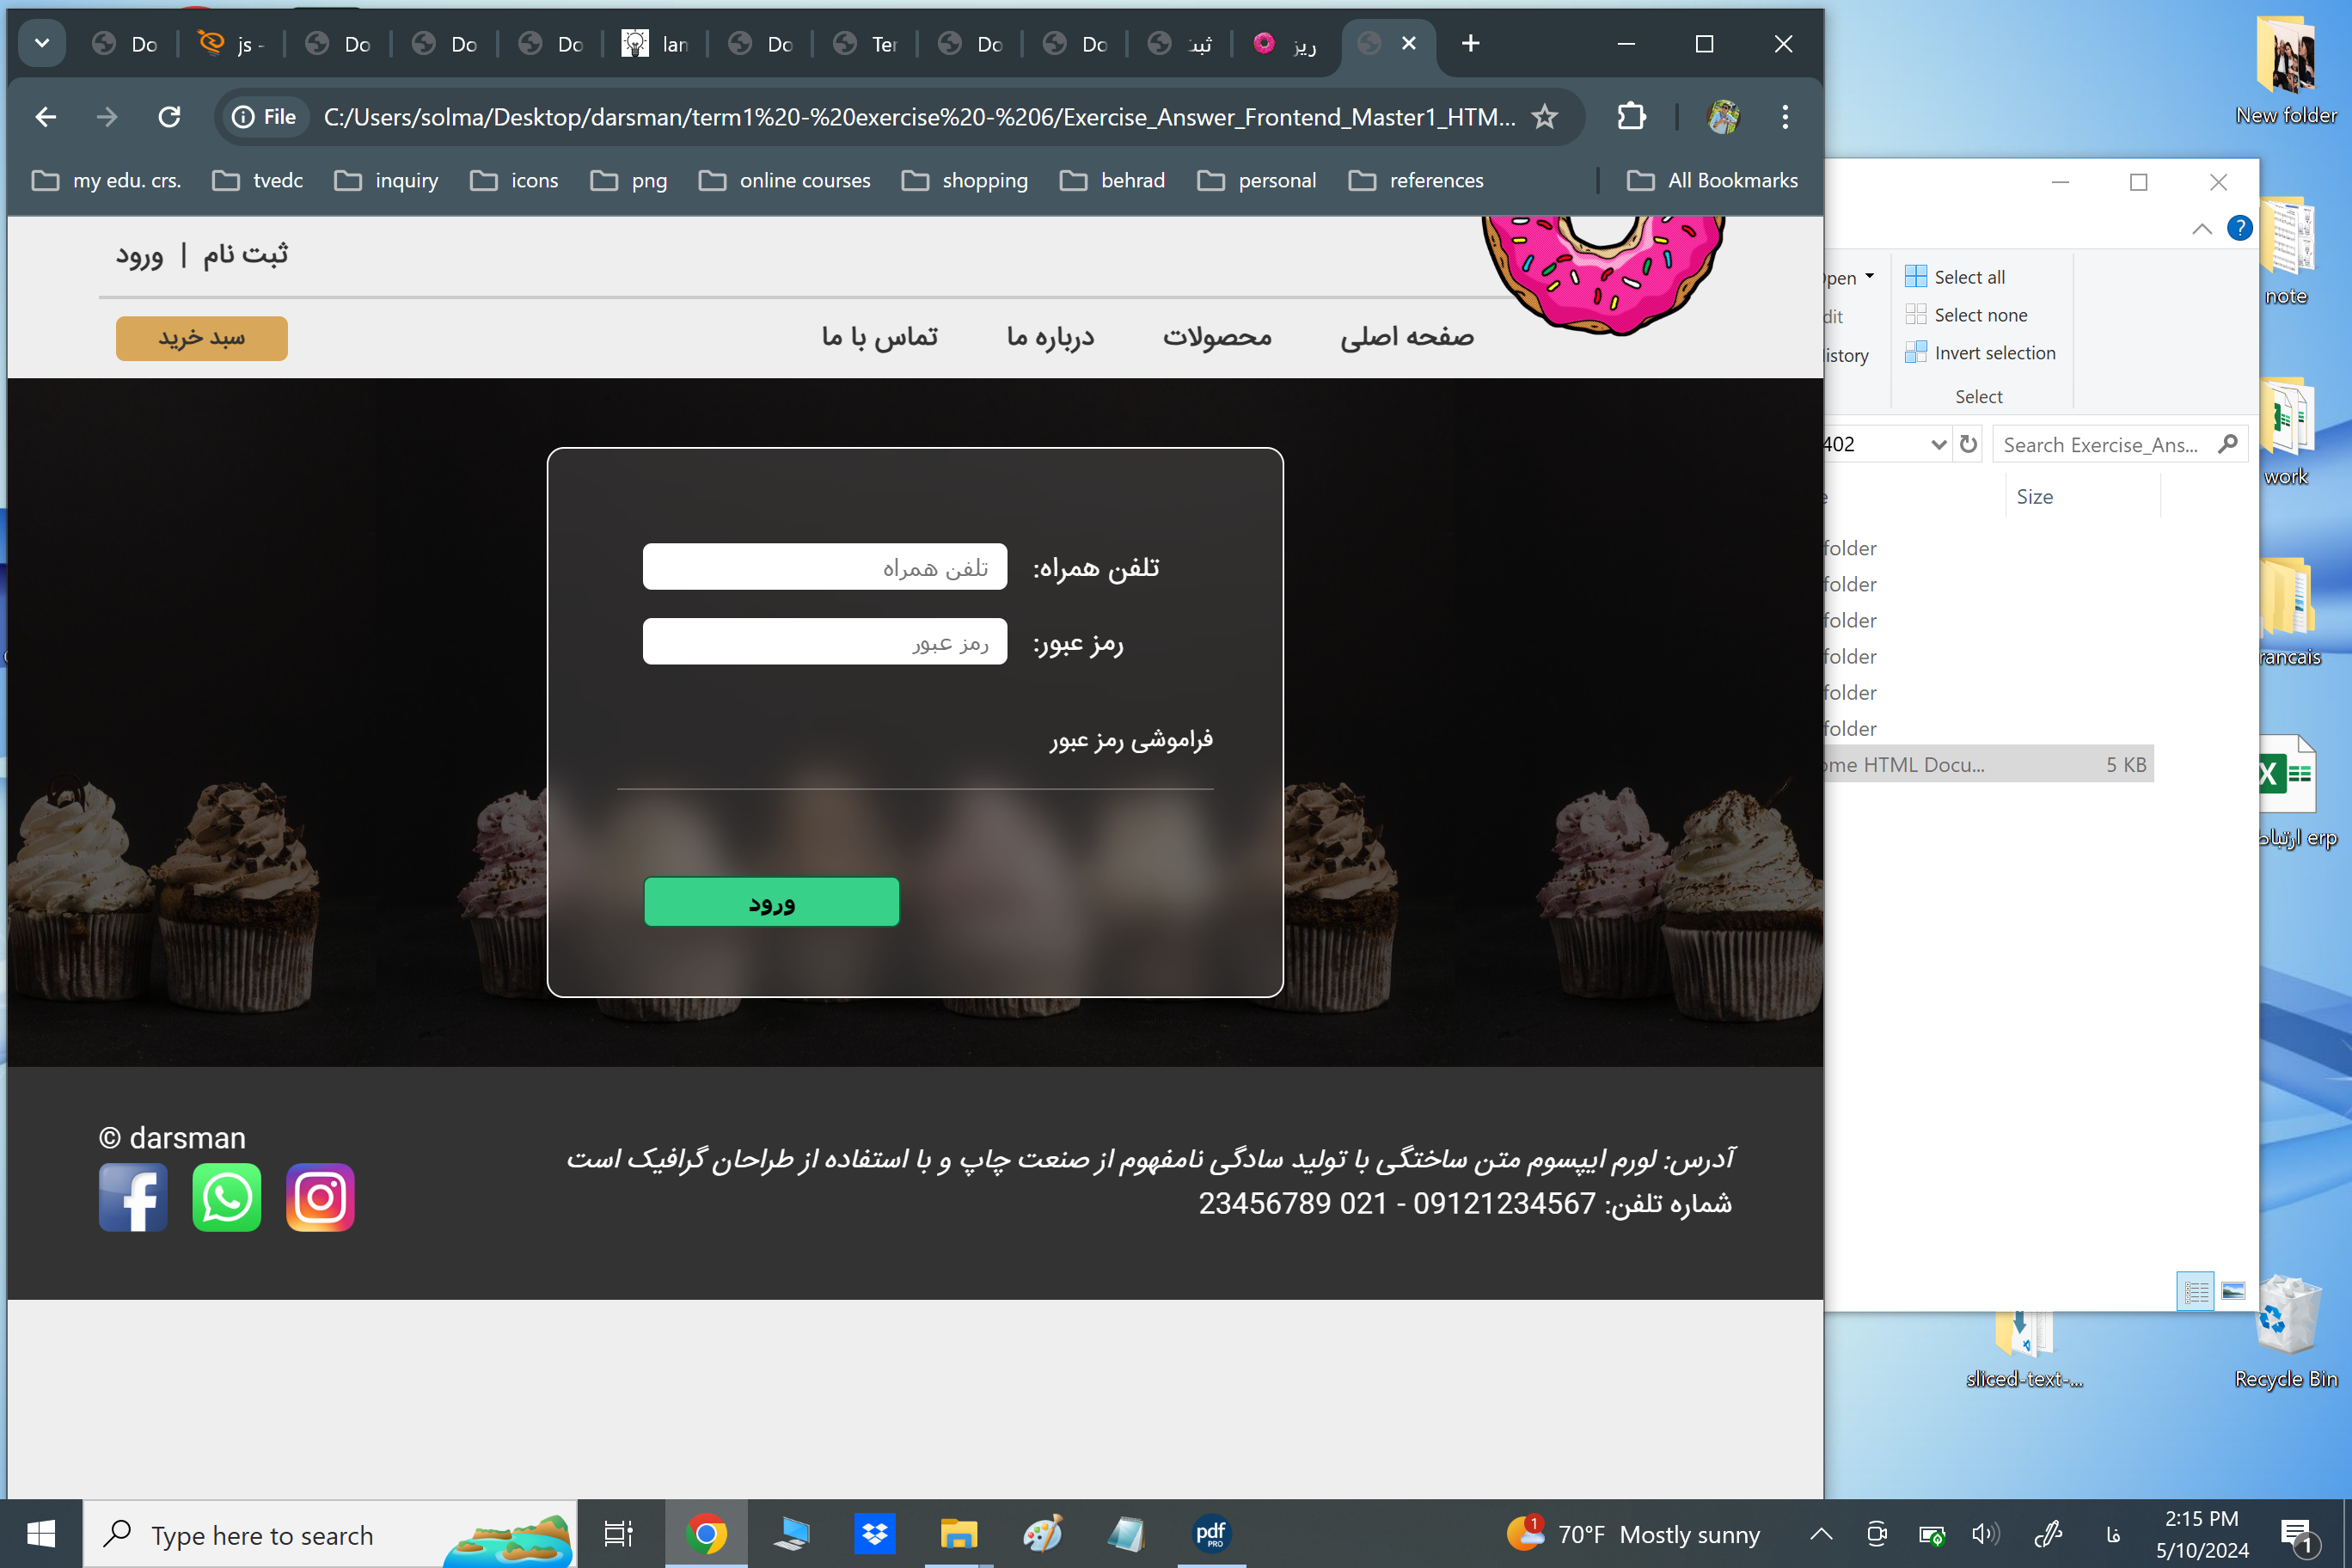 Do
js -
Do
Do
Do
lan
Do
Ter
Do
Do
ثبت
ریز
File
C:/Users/solma/Desktop/darsman/term1%20-%20exercise%20-%206/Exercise_Answer_Frontend_Master1_HTM...
my edu. crs.
tvedc
inquiry
icons
png
online courses
shopping
behrad
personal
references
All Bookmarks
ثبت نام | ورود
صفحه اصلی
محصولات
درباره ما
تماس با ما
سبد خرید
تلفن همراه:
تلفن همراه
رمز عبور:
رمز عبور
فراموشی رمز عبور
ورود
© darsman
آدرس: لورم ایپسوم متن ساختگی با تولید سادگی نامفهوم از صنعت چاپ و با استفاده از طراحان گرافیک است
شماره تلفن: 09121234567 - 021 23456789
?
Select all
Select none
Invert selection
Select
402
Search Exercise_Ans...
Size
folder
folder
folder
folder
folder
folder
ome HTML Docu...
5 KB
New folder
note
work
rancais
erp ارتباط
sliced-text-...
Recycle Bin
Type here to search
pdf
PRO
1
70°F Mostly sunny
فا
2:15 PM
5/10/2024
1